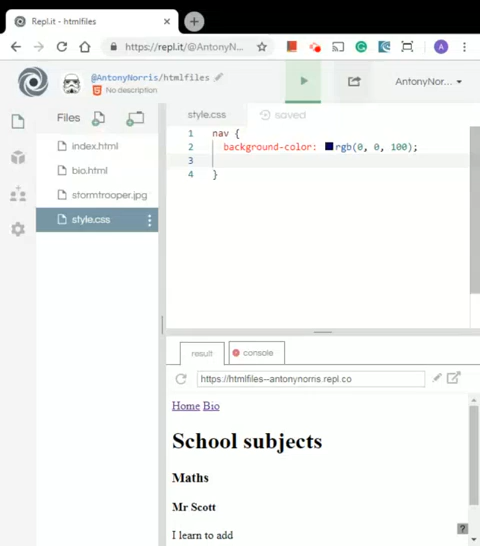 Repl.it - htmlfiles
https://repl.it/@AntonyN...
A
@AntonyNorris/htmlfiles
No description
AntonyNor...
Files
index.html
bio.html
stormtrooper.jpg
style.css
style.css
saved
1 nav {
2 background-color: rgb(0, 0, 100);
3
4 }
result
console
https://htmlfiles--antonynorris.repl.co
Home Bio
School subjects
Maths
Mr Scott
I learn to add
?